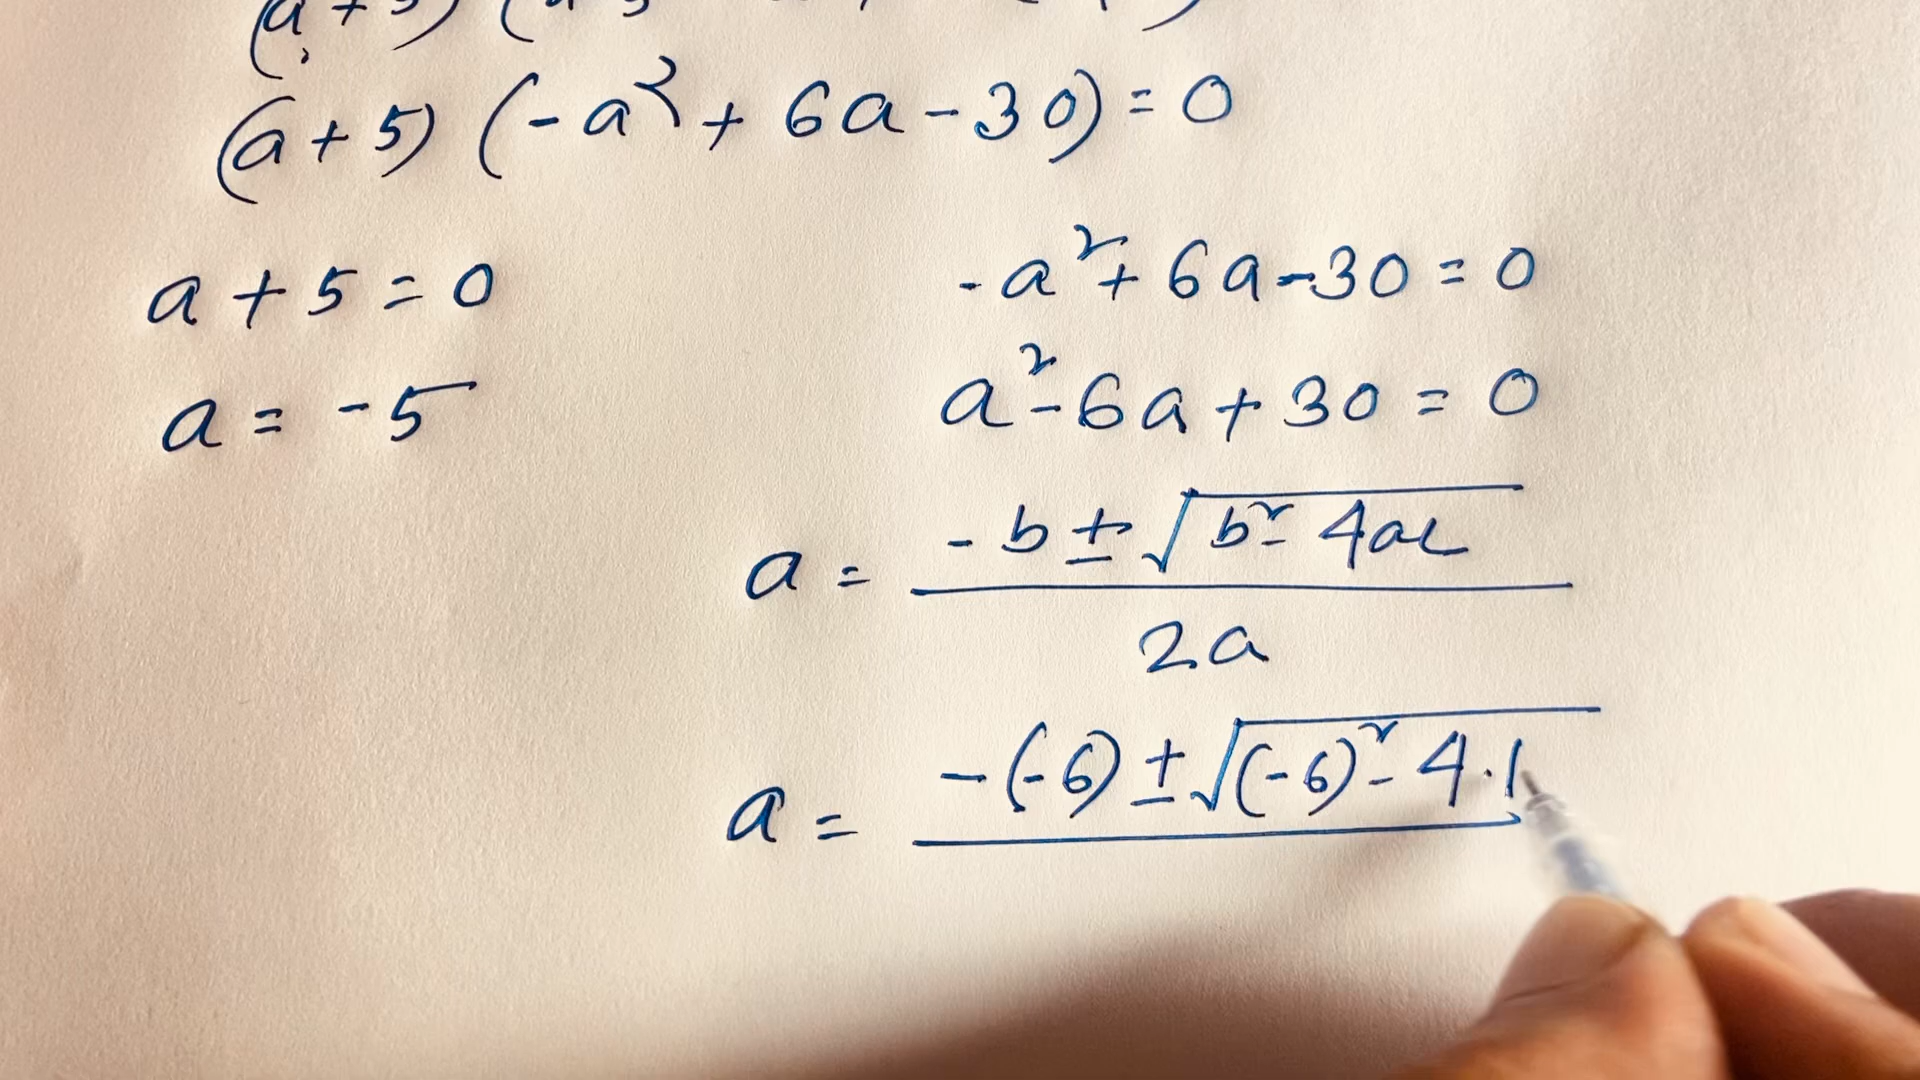 (a+5)(-a²+6a-30)=0
a+5=0
a=-5
-a²+6a-30=0
a²-6a+30=0
a = (-b±√(b²-4ac))/2a
a = -(-6)±√((-6)²-4·1